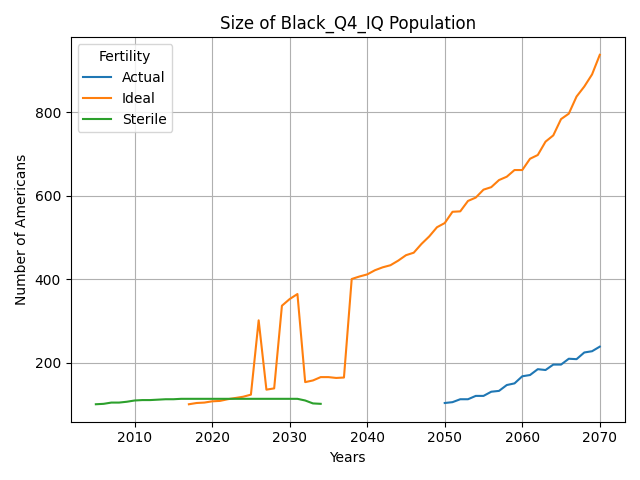 Size of Black_Q4_IQ Population
Fertility
Actual
Ideal
Sterile
Number of Americans
800
600
400
200
2010 2020 2030 2040 2050 2060 2070
Years